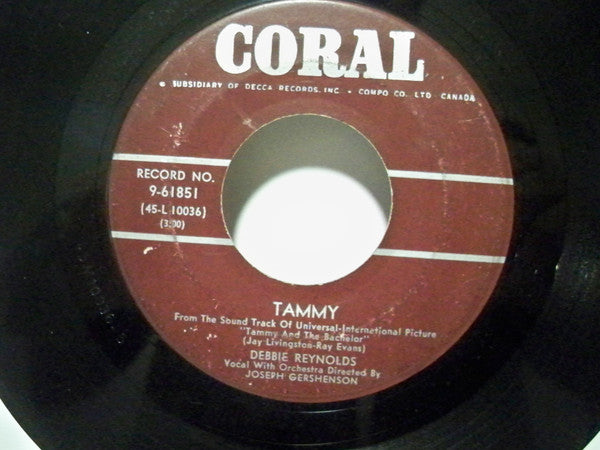 CORAL
SUBSIDIARY OF DECCA RECORDS, INC. • COMPO CO. LTD. CANADA
RECORD NO.
9-61851
(45-L 10036)
(3:00)
TAMMY
From The Sound Track Of Universal-International Picture
"Tammy And The Bachelor"
(Jay Livingston-Ray Evans)
DEBBIE REYNOLDS
Vocal With Orchestra Directed By
JOSEPH GERSHENSON